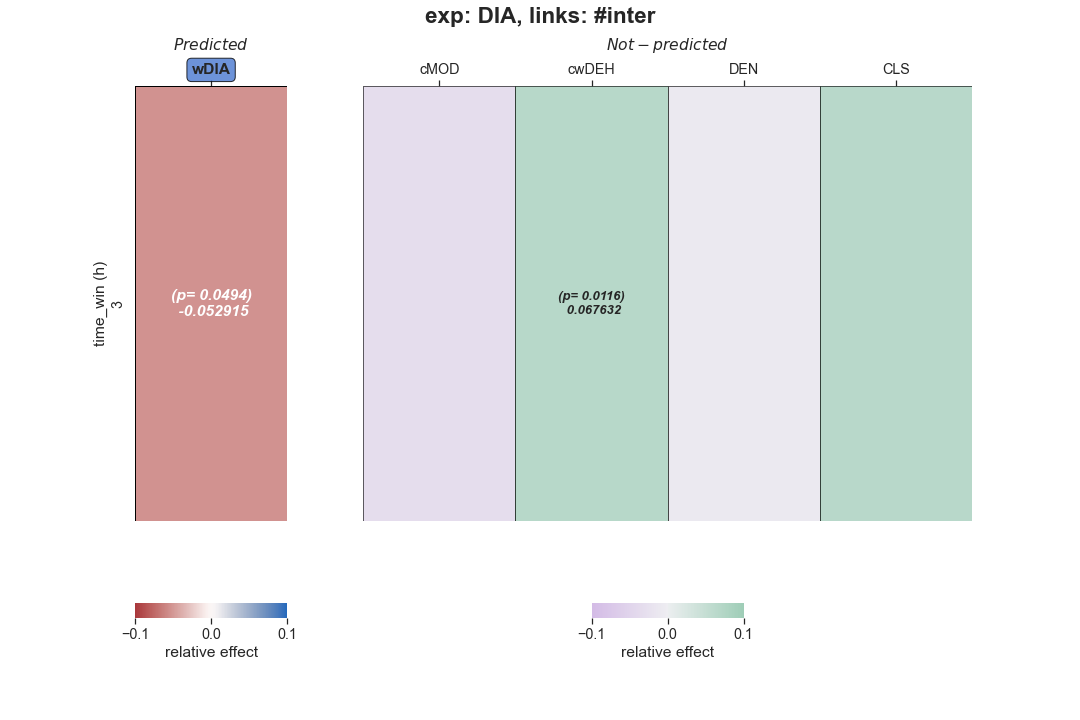 exp: DIA, links: #inter
Predicted
Not − predicted
wDIA
cMOD
cwDEH
DEN
CLS
time_win (h)
3
(p= 0.0494)
-0.052915
(p= 0.0116)
0.067632
−0.1
0.0
0.1
relative effect
−0.1
0.0
0.1
relative effect